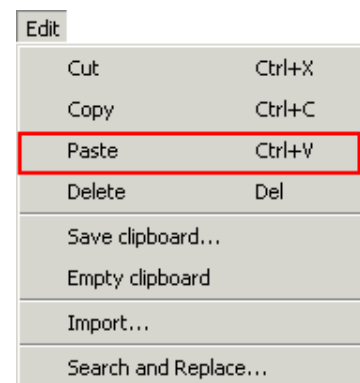 Edit
Cut Ctrl+X
Copy Ctrl+C
Paste Ctrl+V
Delete Del
Save clipboard...
Empty clipboard
Import...
Search and Replace...